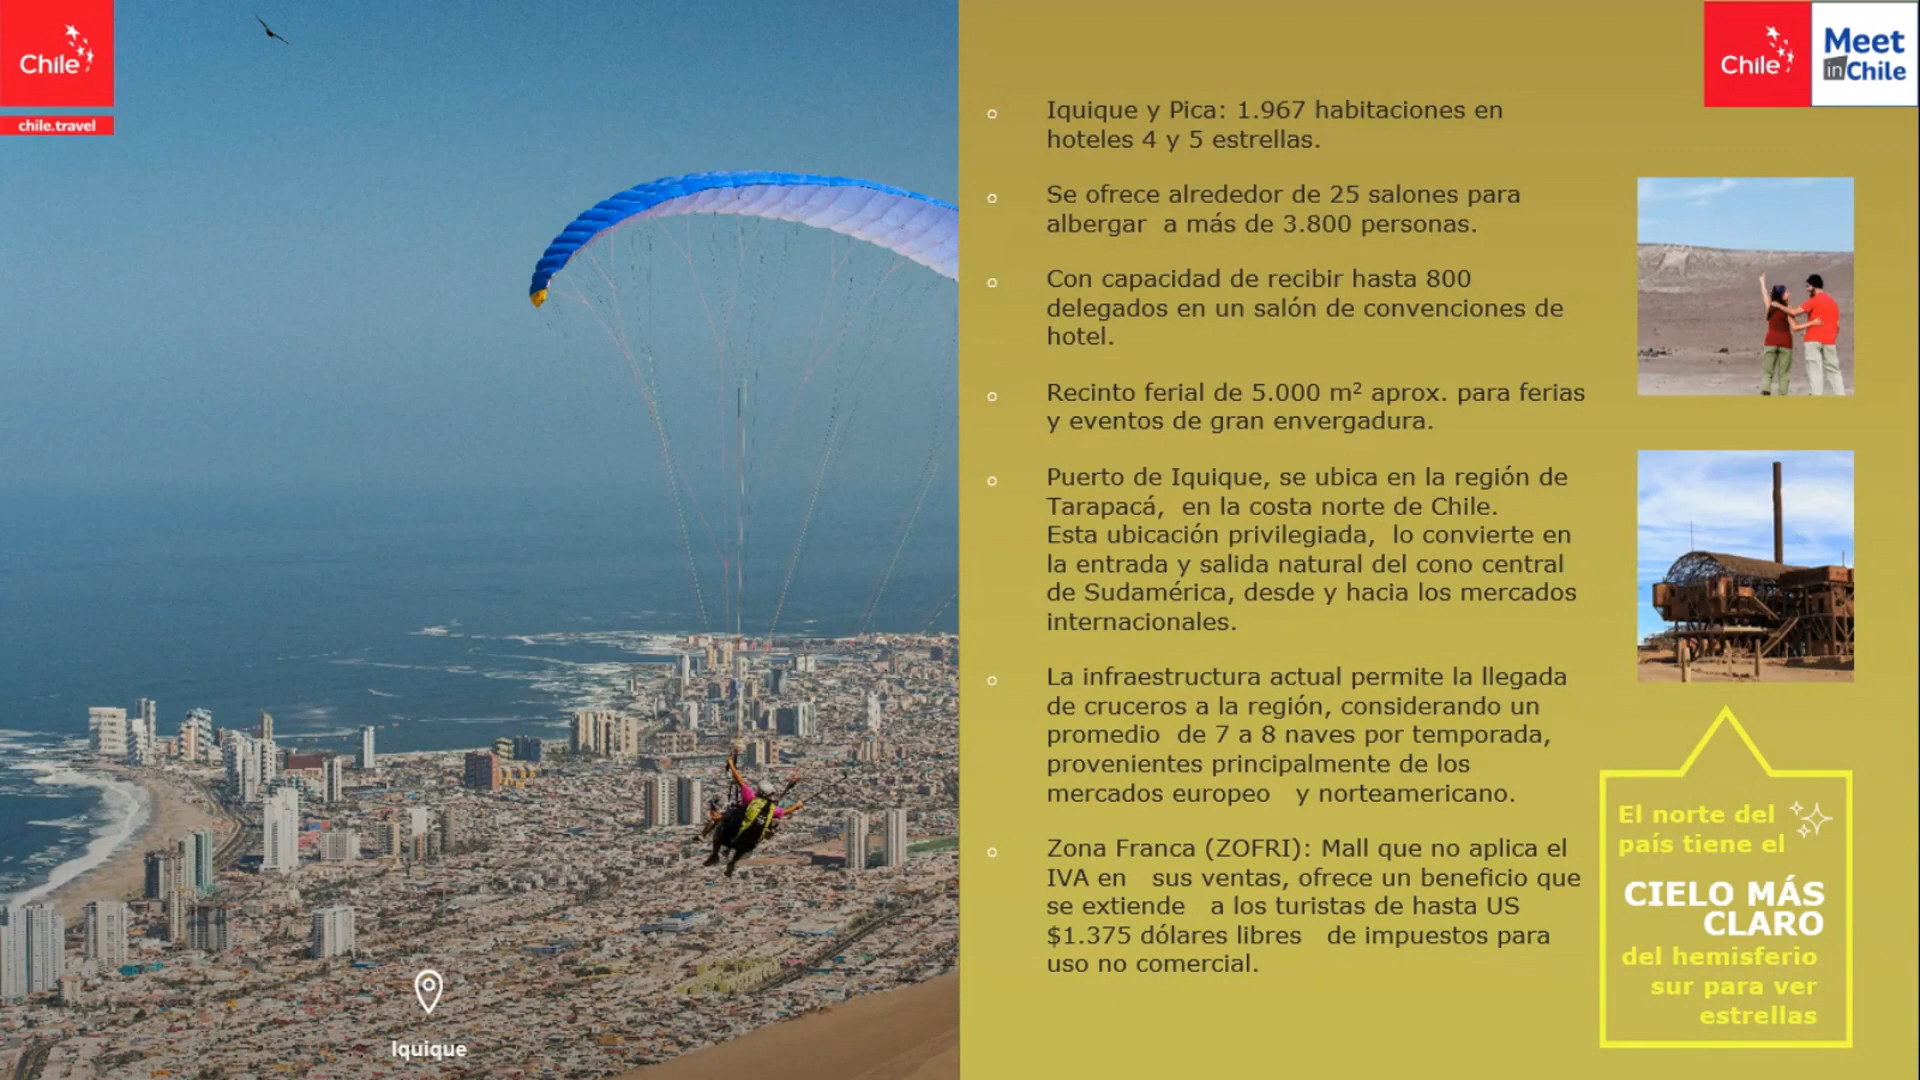 Chile
chile.travel
Iquique
Chile
Meet
inChile
Iquique y Pica: 1.967 habitaciones en
hoteles 4 y 5 estrellas.
Se ofrece alrededor de 25 salones para
albergar a más de 3.800 personas.
Con capacidad de recibir hasta 800
delegados en un salón de convenciones de
hotel.
Recinto ferial de 5.000 m² aprox. para ferias
y eventos de gran envergadura.
Puerto de Iquique, se ubica en la región de
Tarapacá, en la costa norte de Chile.
Esta ubicación privilegiada, lo convierte en
la entrada y salida natural del cono central
de Sudamérica, desde y hacia los mercados
internacionales.
La infraestructura actual permite la llegada
de cruceros a la región, considerando un
promedio de 7 a 8 naves por temporada,
provenientes principalmente de los
mercados europeo y norteamericano.
Zona Franca (ZOFRI): Mall que no aplica el
IVA en sus ventas, ofrece un beneficio que
se extiende a los turistas de hasta US
$1.375 dólares libres de impuestos para
uso no comercial.
El norte del
país tiene el
CIELO MÁS
CLARO
del hemisferio
sur para ver
estrellas